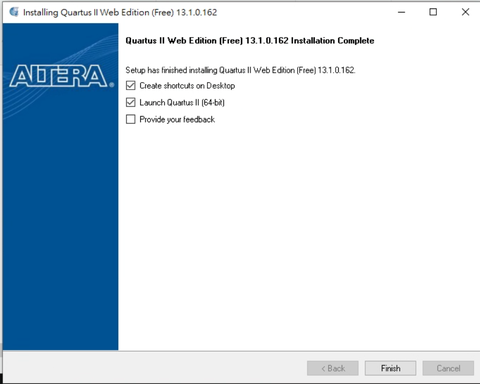 Installing Quartus II Web Edition (Free) 13.1.0.162
Quartus II Web Edition (Free) 13.1.0.162 Installation Complete
Setup has finished installing Quartus II Web Edition (Free) 13.1.0.162.
Create shortcuts on Desktop
Launch Quartus II (64-bit)
Provide your feedback
ALTERA®
< Back
Finish
Cancel